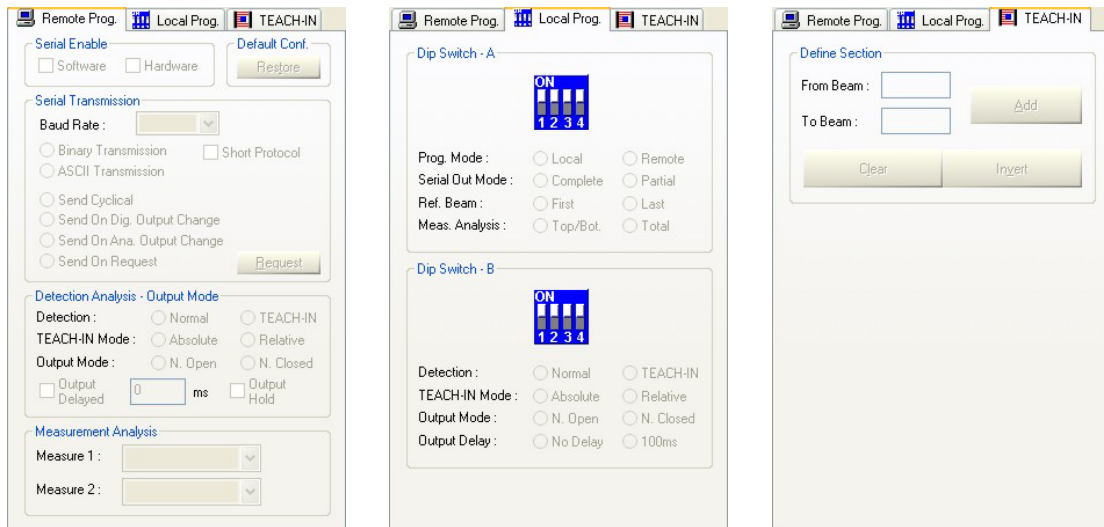 Remote Prog. Local Prog. TEACH-IN
Serial Enable Default Conf.
Software Hardware Restore
Serial Transmission
Baud Rate :
Binary Transmission Short Protocol
ASCII Transmission
Send Cyclical
Send On Dig. Output Change
Send On Ana. Output Change
Send On Request Request
Detection Analysis - Output Mode
Detection : Normal TEACH-IN
TEACH-IN Mode : Absolute Relative
Output Mode : N. Open N. Closed
Output Delayed 0 ms Output Hold
Measurement Analysis
Measure 1 :
Measure 2 :
Remote Prog. Local Prog. TEACH-IN
Dip Switch - A
ON
1 2 3 4
Prog. Mode : Local Remote
Serial Out Mode : Complete Partial
Ref. Beam : First Last
Meas. Analysis : Top/Bot. Total
Dip Switch - B
ON
1 2 3 4
Detection : Normal TEACH-IN
TEACH-IN Mode : Absolute Relative
Output Mode : N. Open N. Closed
Output Delay : No Delay 100ms
Remote Prog. Local Prog. TEACH-IN
Define Section
From Beam :
To Beam :
Add
Clear Invert